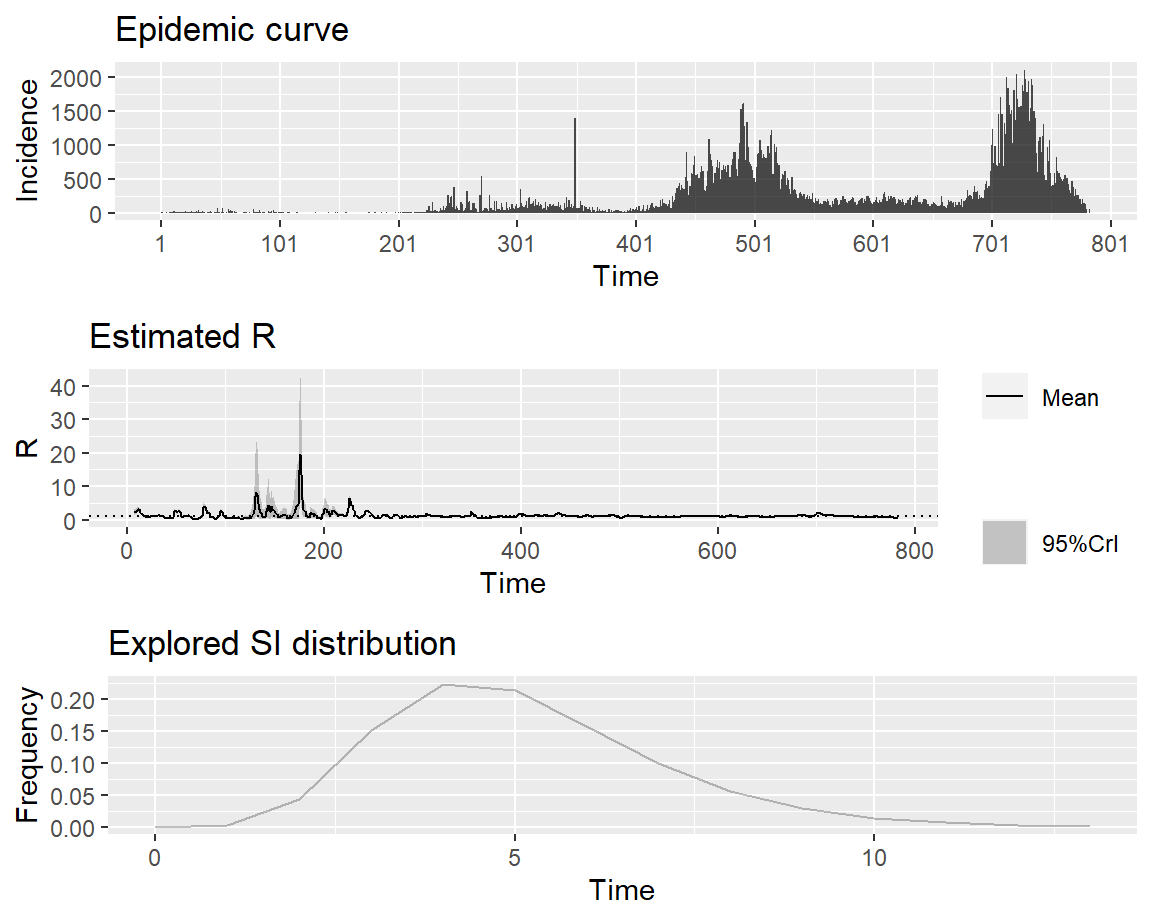 Epidemic curve
2000
1500
1000
500
0
Incidence
1 101 201 301 401 501 601 701 801
Time
Estimated R
40
30
20
10
0
R
0 200 400 600 800
Time
Mean
95%CrI
Explored SI distribution
0.20
0.15
0.10
0.05
0.00
Frequency
0 5 10
Time